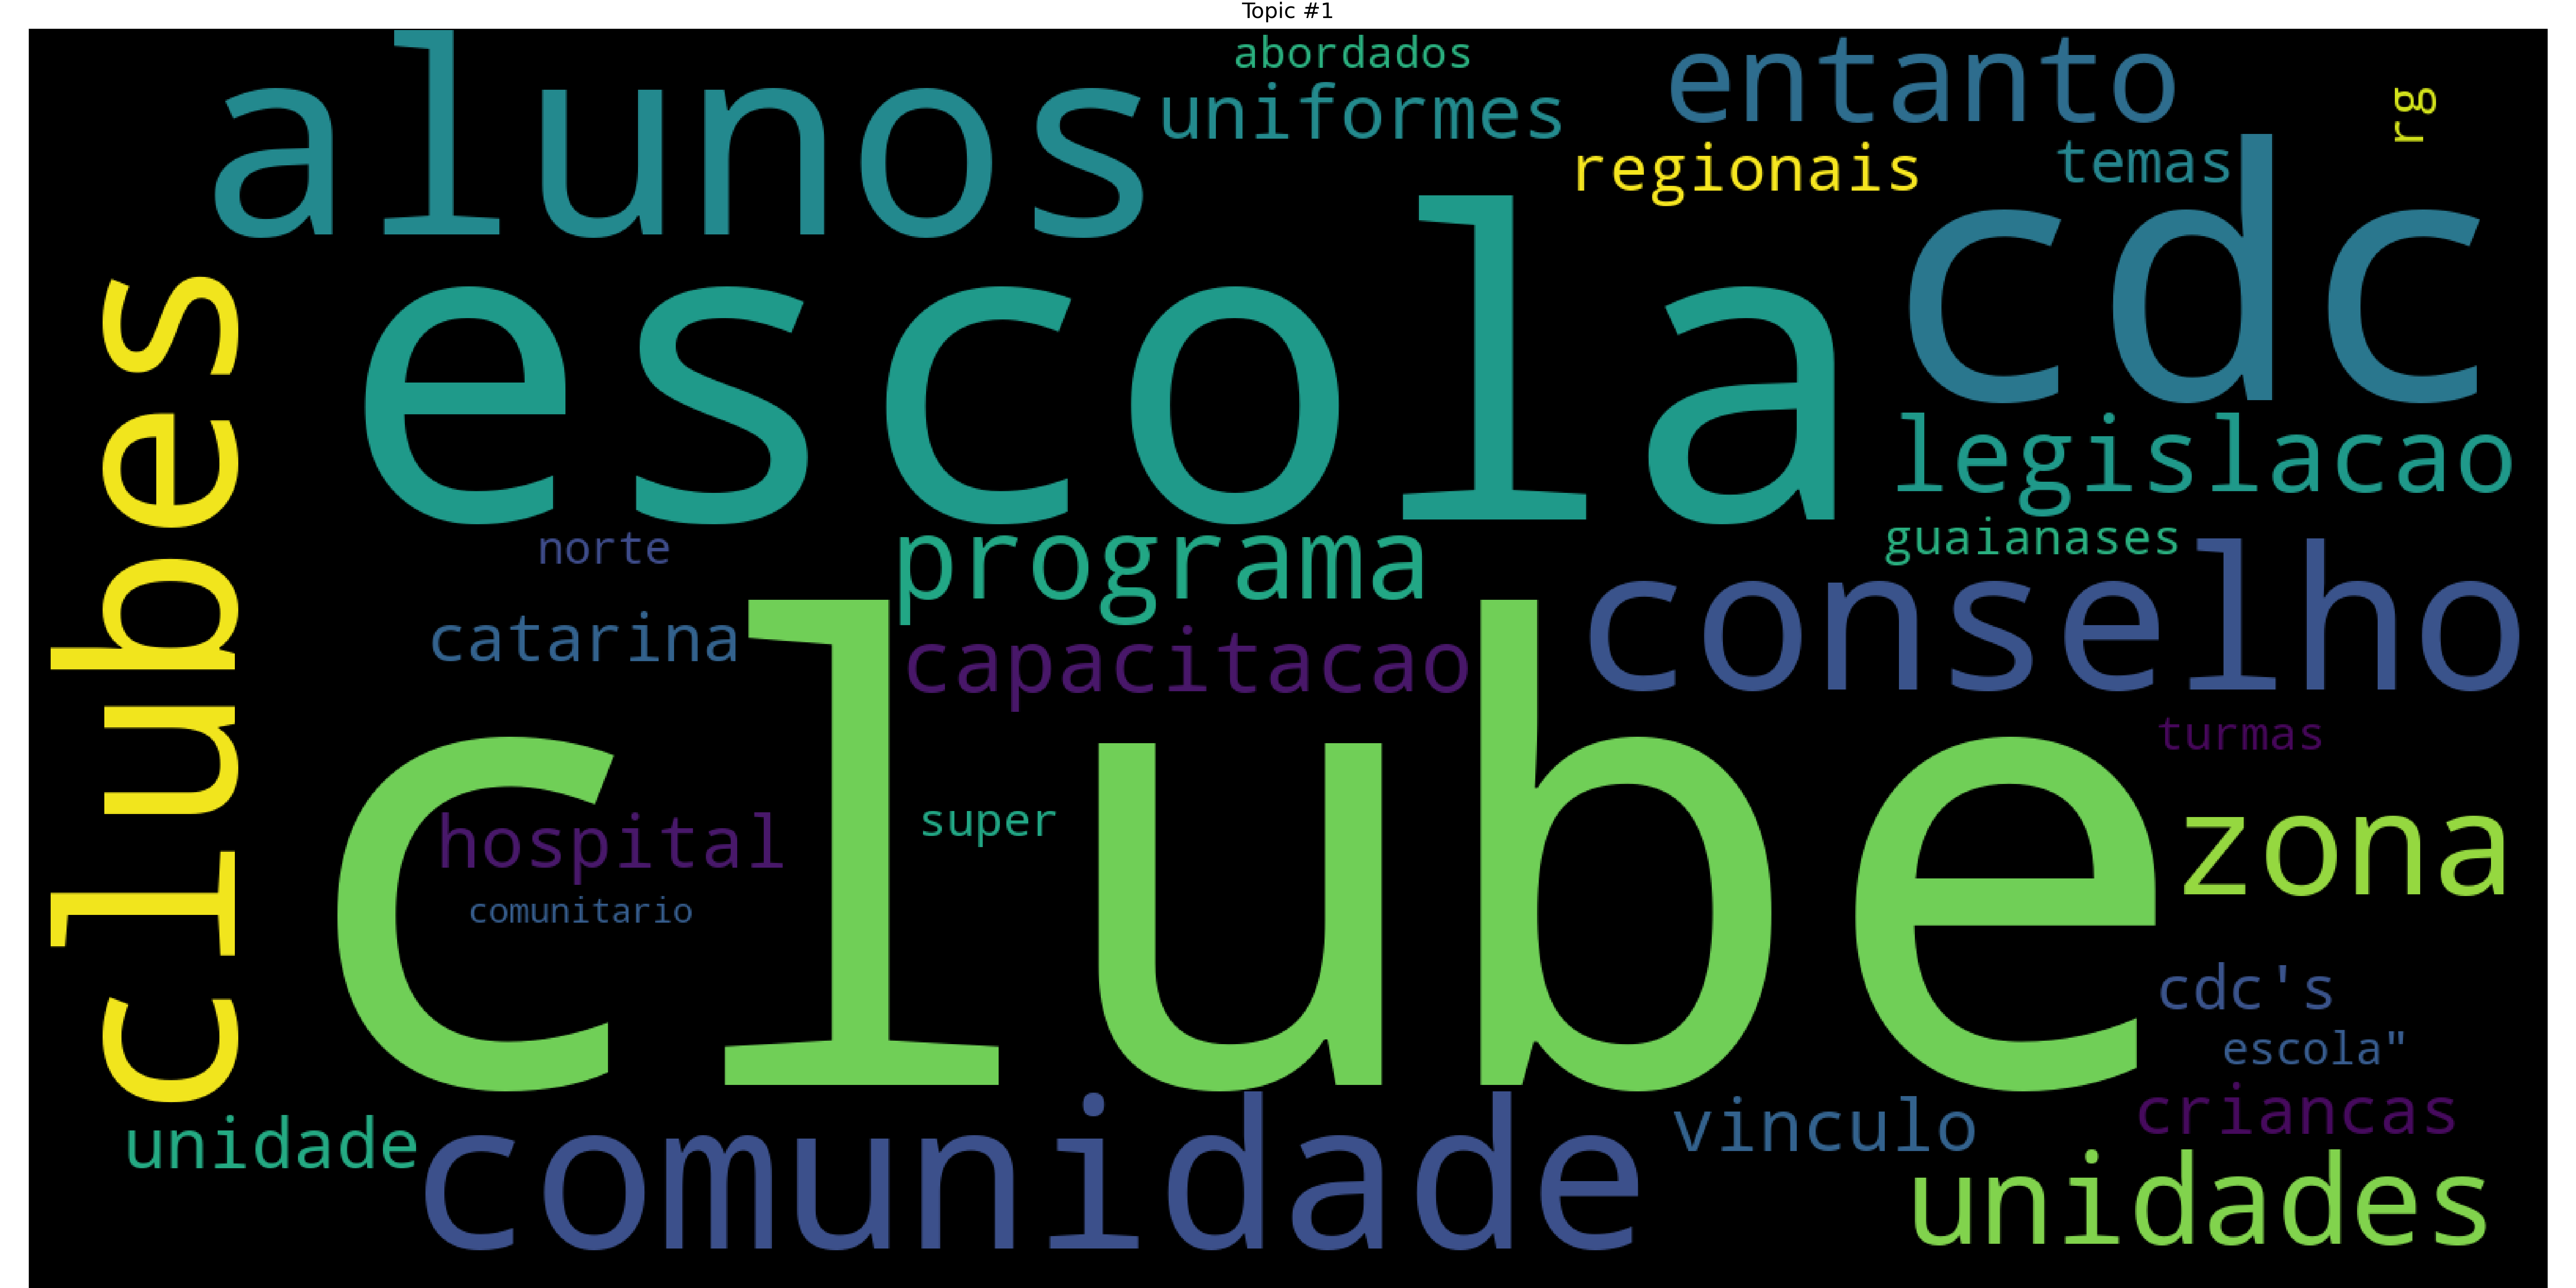 Topic #1
abordados
alunos
uniformes
entanto
rg
regionais
temas
cdc
escola
clubes
legislacao
norte
programa
guaianases
catarina
capacitacao
conselho
turmas
clube
hospital
super
zona
comunitario
cdc's
escola"
unidade
comunidade
vinculo
criancas
unidades